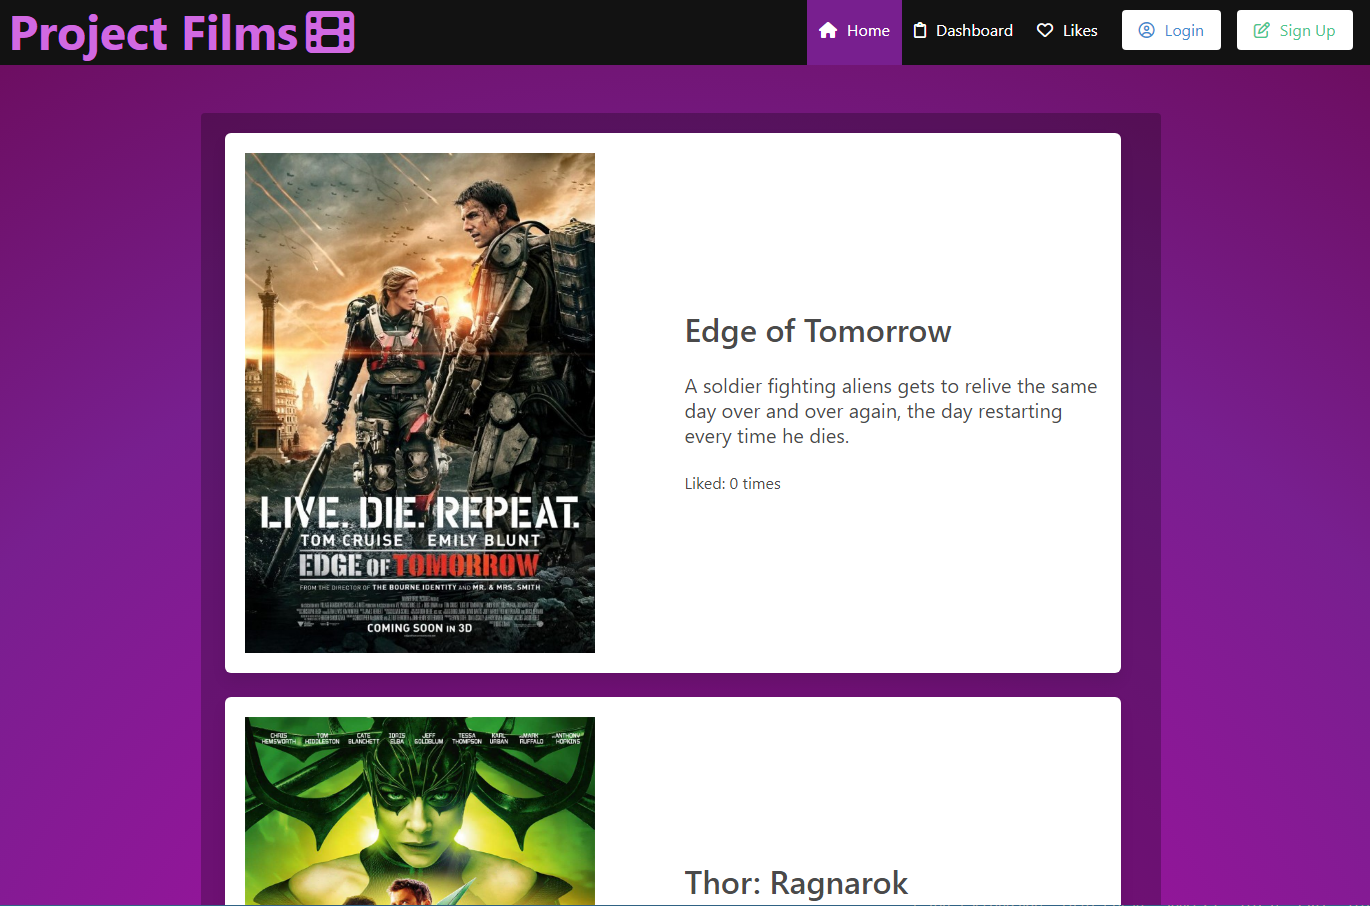 Project Films
Home
Dashboard
Likes
Login
Sign Up
LIVE. DIE. REPEAT.
TOM CRUISE EMILY BLUNT
EDGE OF TOMORROW
FROM THE DIRECTOR OF THE BOURNE IDENTITY AND MR. & MRS. SMITH
COMING SOON IN 3D
Edge of Tomorrow
A soldier fighting aliens gets to relive the same
day over and over again, the day restarting
every time he dies.
Liked: 0 times
CHRIS HEMSWORTH
TOM HIDDLESTON
CATE BLANCHETT
IDRIS ELBA
JEFF GOLDBLUM
TESSA THOMPSON
KARL URBAN
MARK RUFFALO
ANTHONY HOPKINS
Thor: Ragnarok